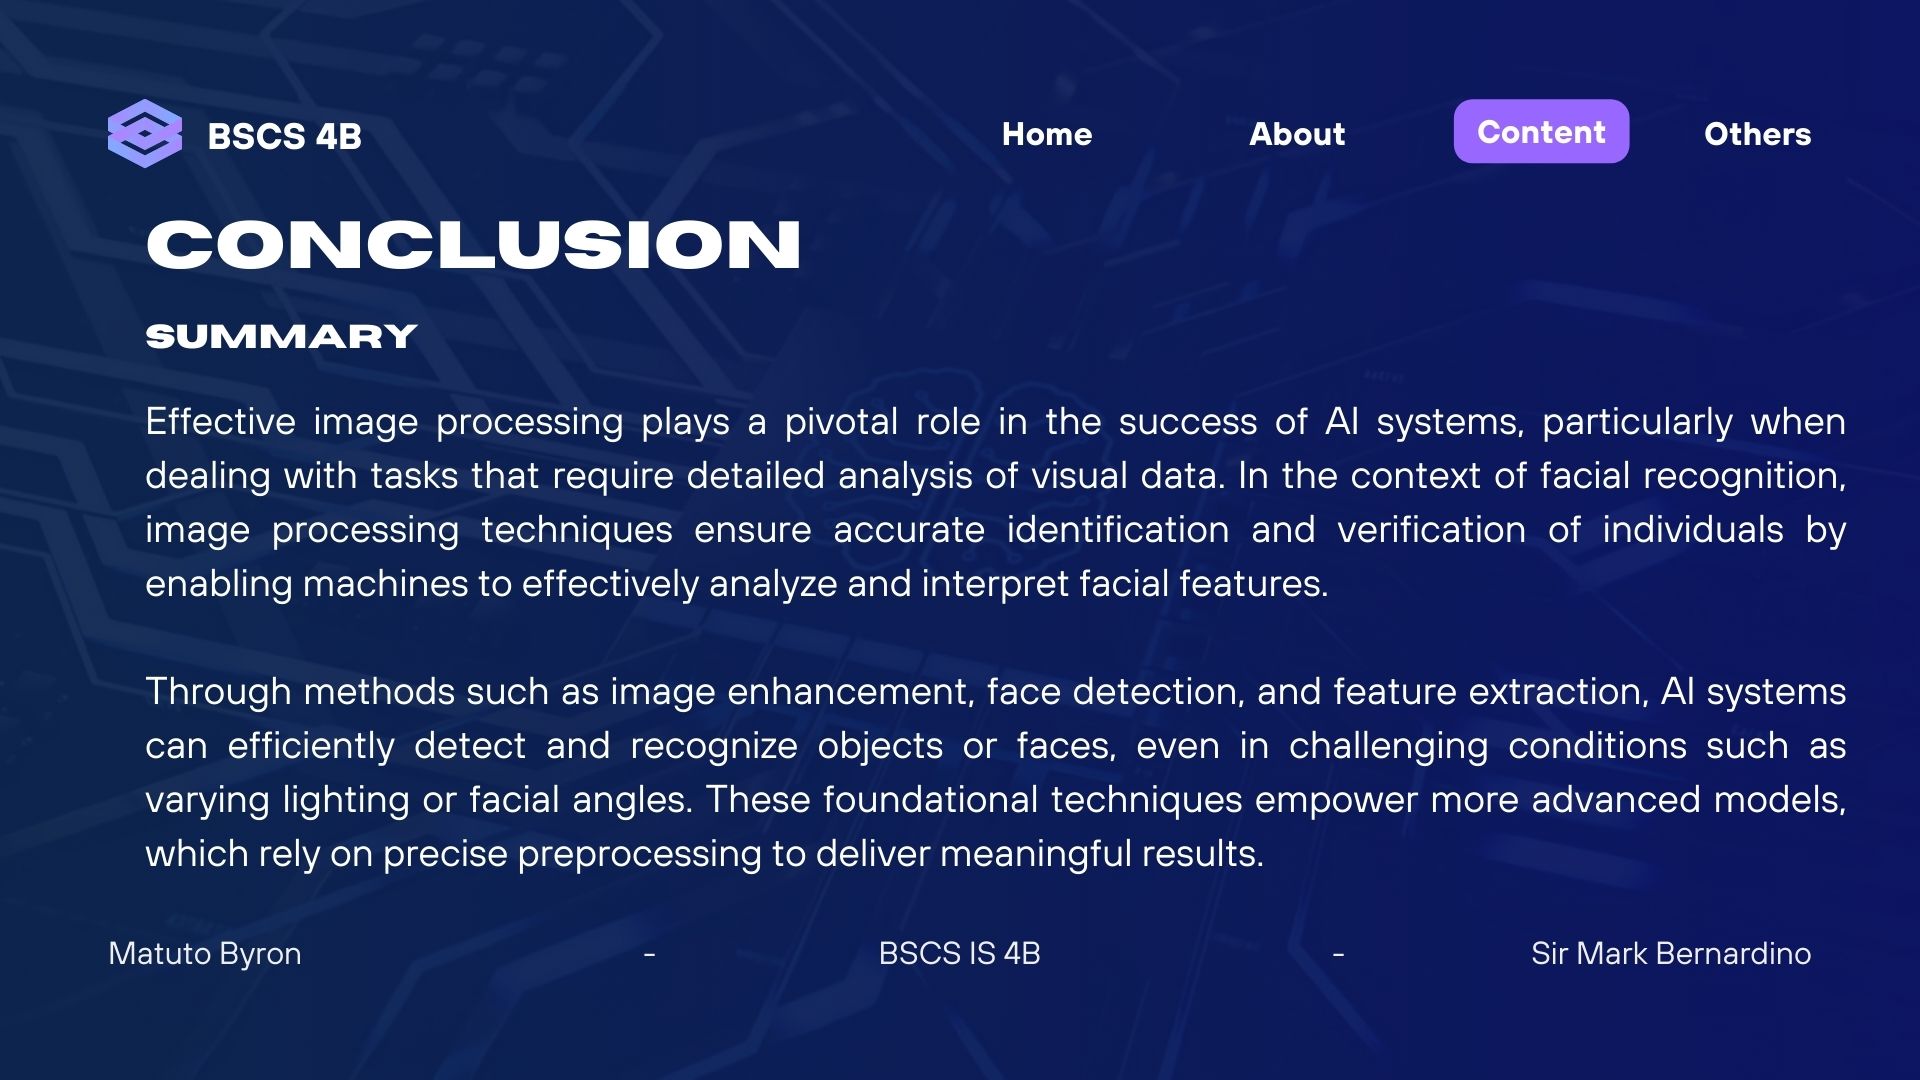 BSCS 4B
Home
About
Content
Others
CONCLUSION
SUMMARY
Effective image processing plays a pivotal role in the success of AI systems, particularly when
dealing with tasks that require detailed analysis of visual data. In the context of facial recognition,
image processing techniques ensure accurate identification and verification of individuals by
enabling machines to effectively analyze and interpret facial features.
Through methods such as image enhancement, face detection, and feature extraction, AI systems
can efficiently detect and recognize objects or faces, even in challenging conditions such as
varying lighting or facial angles. These foundational techniques empower more advanced models,
which rely on precise preprocessing to deliver meaningful results.
Matuto Byron
-
BSCS IS 4B
-
Sir Mark Bernardino